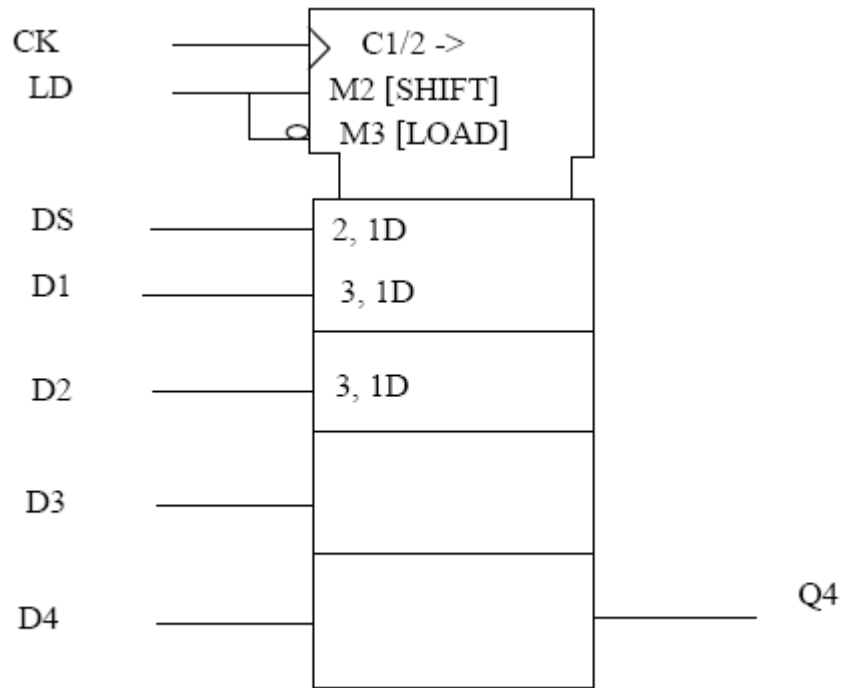 CK C1/2 ->
LD M2 [SHIFT]
M3 [LOAD]
DS 2, 1D
D1 3, 1D
D2 3, 1D
D3
D4 Q4